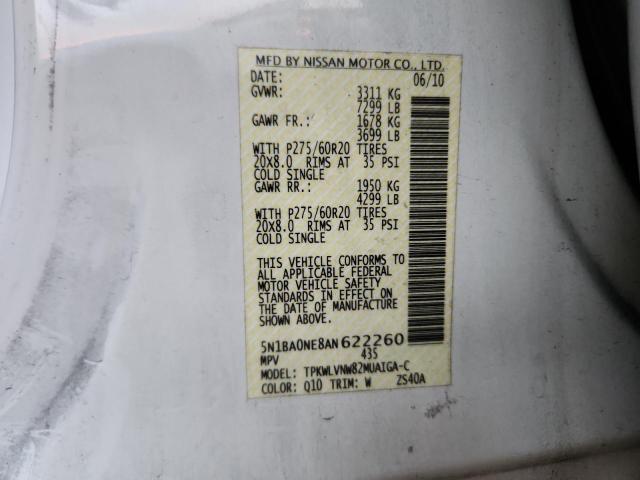 MFD BY NISSAN MOTOR CO., LTD.
DATE: 06/10
GVWR: 3311 KG
7299 LB
GAWR FR.: 1678 KG
3699 LB
WITH P275/60R20 TIRES
20X8.0 RIMS AT 35 PSI
COLD SINGLE
GAWR RR.: 1950 KG
4299 LB
WITH P275/60R20 TIRES
20X8.0 RIMS AT 35 PSI
COLD SINGLE
THIS VEHICLE CONFORMS TO
ALL APPLICABLE FEDERAL
MOTOR VEHICLE SAFETY
STANDARDS IN EFFECT ON
THE DATE OF MANUFACTURE
SHOWN ABOVE.
5N1BA0NE8AN622260
MPV 435
MODEL: TPKWLVNW82MUAIGA-C
COLOR: Q10 TRIM: W ZS40A